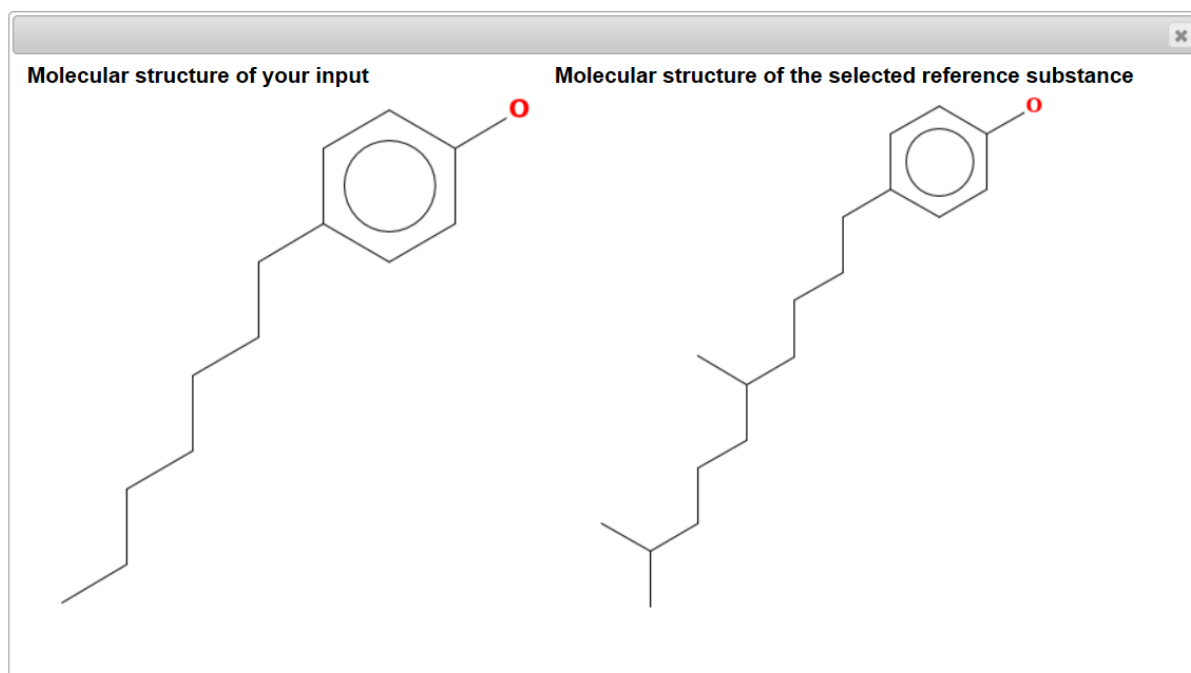 Molecular structure of your input
Molecular structure of the selected reference substance
O
O